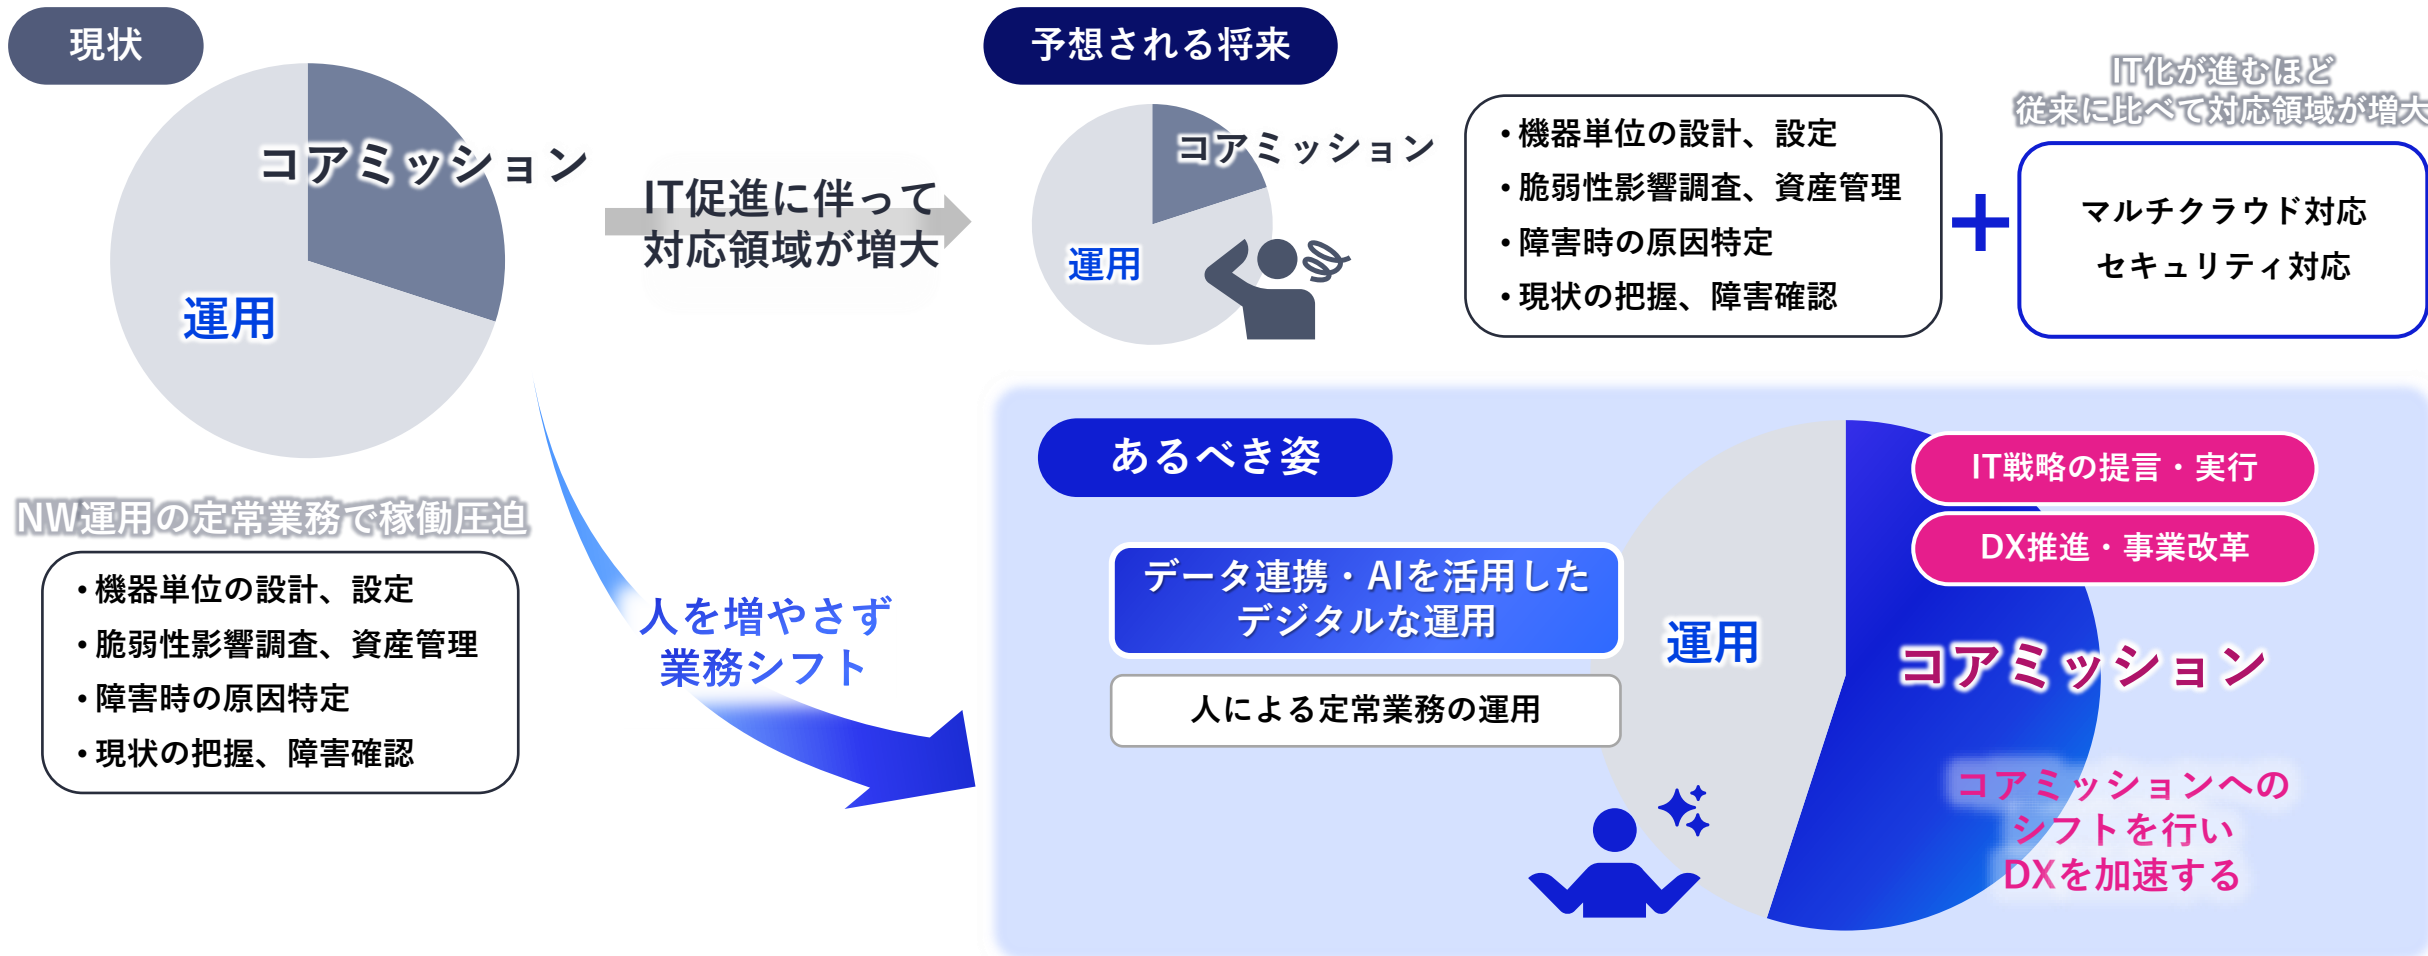 現状
コアミッション
運用
NW運用の定常業務で稼働圧迫
・機器単位の設計、設定
・脆弱性影響調査、資産管理
・障害時の原因特定
・現状の把握、障害確認
IT促進に伴って
対応領域が増大
人を増やさず
業務シフト
予想される将来
コアミッション
運用
・機器単位の設計、設定
・脆弱性影響調査、資産管理
・障害時の原因特定
・現状の把握、障害確認
+
IT化が進むほど
従来に比べて対応領域が増大
マルチクラウド対応
セキュリティ対応
あるべき姿
データ連携・AIを活用した
デジタルな運用
人による定常業務の運用
運用
IT戦略の提言・実行
DX推進・事業改革
コアミッション
コアミッションへの
シフトを行い
DXを加速する